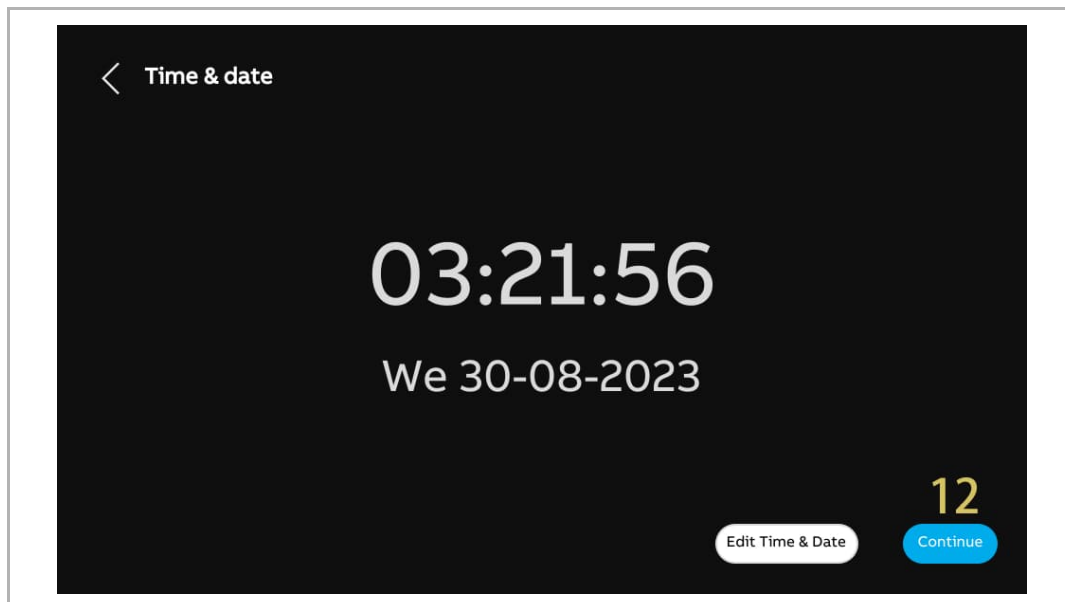 Time & date
03:21:56
We 30-08-2023
12
Edit Time & Date
Continue